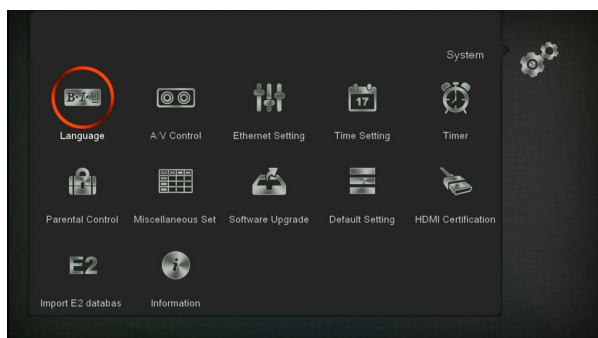 System
B·I·U
17
Language A/V Control Ethernet Setting Time Setting Timer
Parental Control Miscellaneous Set Software Upgrade Default Setting HDMI Certification
E2
Import E2 databas Information